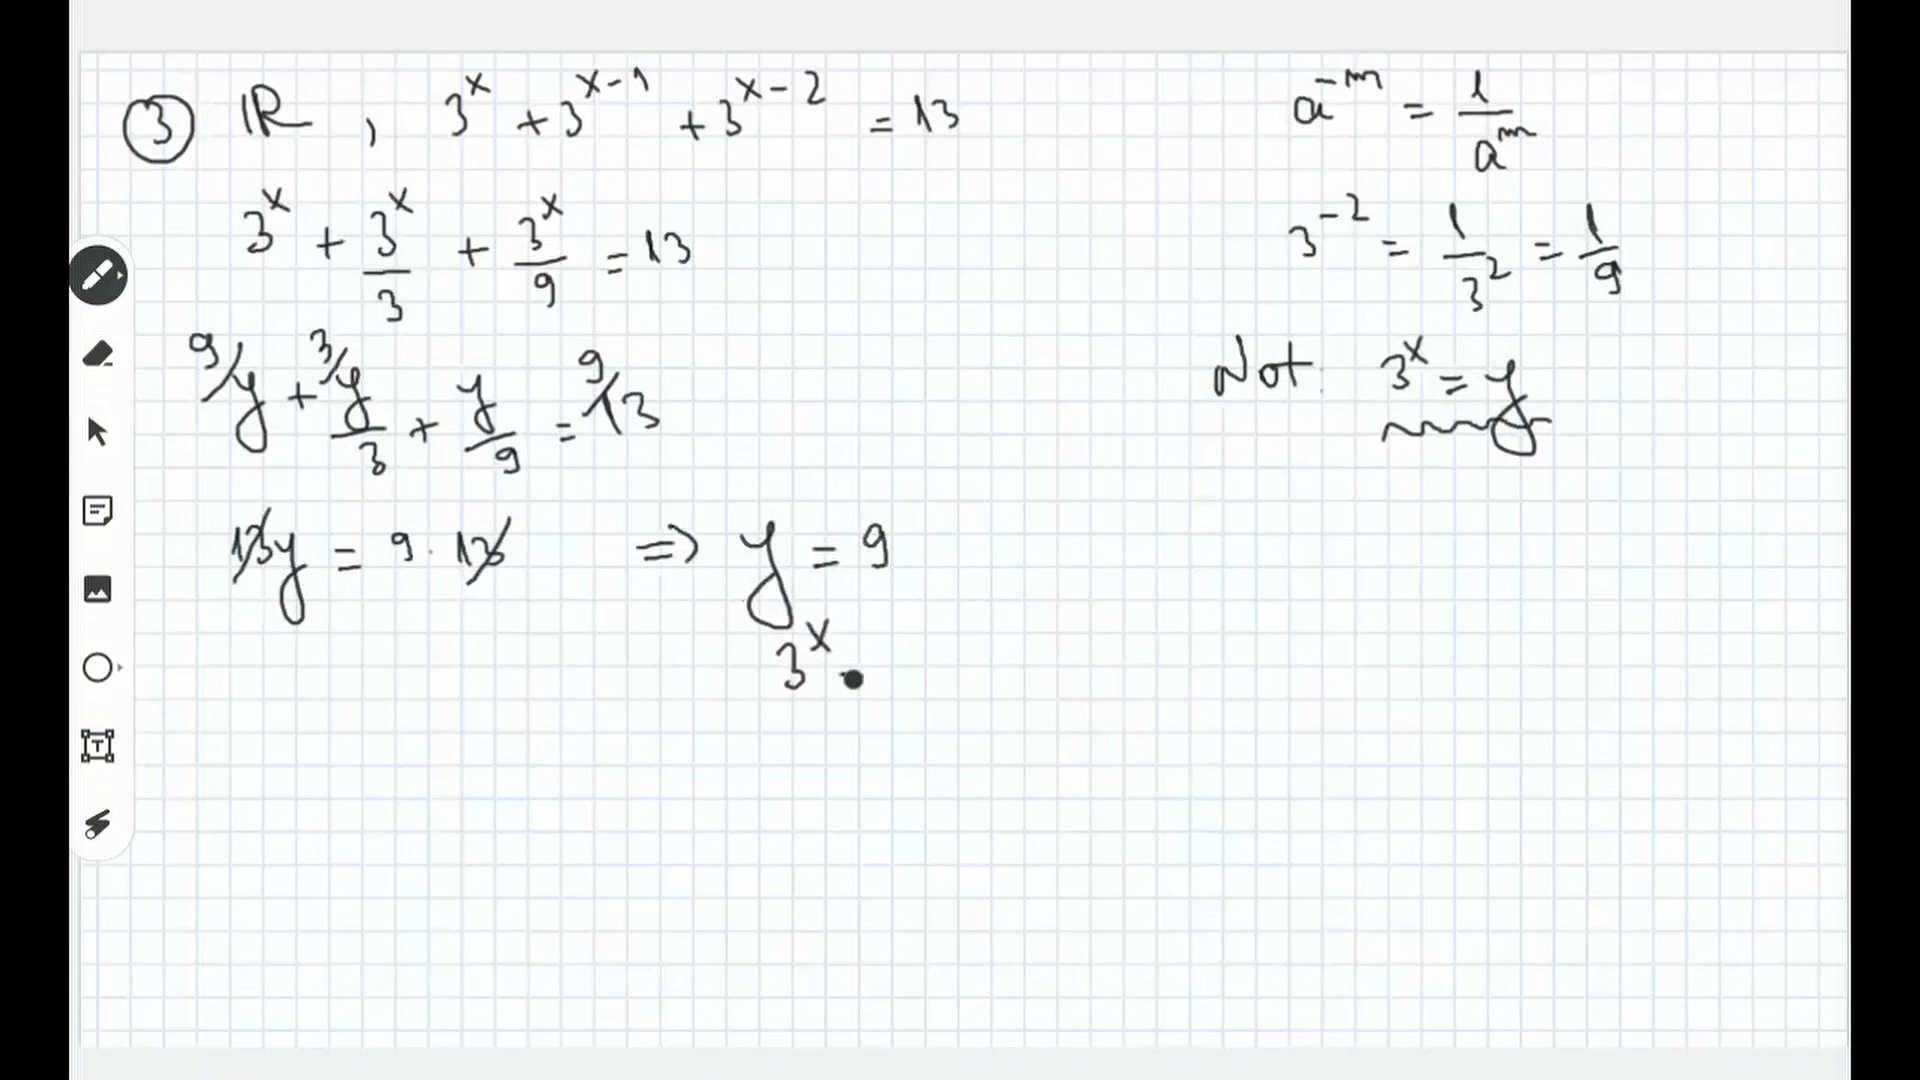 ③ ℝ , 3^x + 3^(x-1) + 3^(x-2) = 13
3^x + 3^x/3 + 3^x/9 = 13
9/y + 3/y/3 + y/9 = 9/13
13y = 9 · 13 ⇒ y = 9
3^x
a^-m = 1/a^m
3^-2 = 1/3^2 = 1/9
Not: 3^x = y